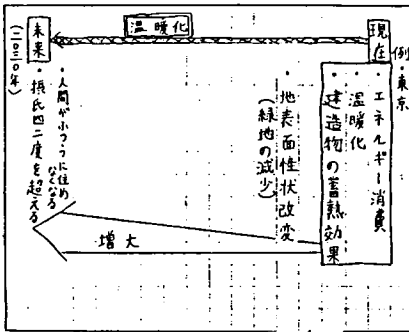 現在
例・東京
エネルギー消費
温暖化
建造物の蓄熱効果
・地表面性状改変
(緑地の減少)
温暖化
増大
未来
(二〇三〇年)
・人間がふつうに住めなくなる
・摂氏四二度を超える